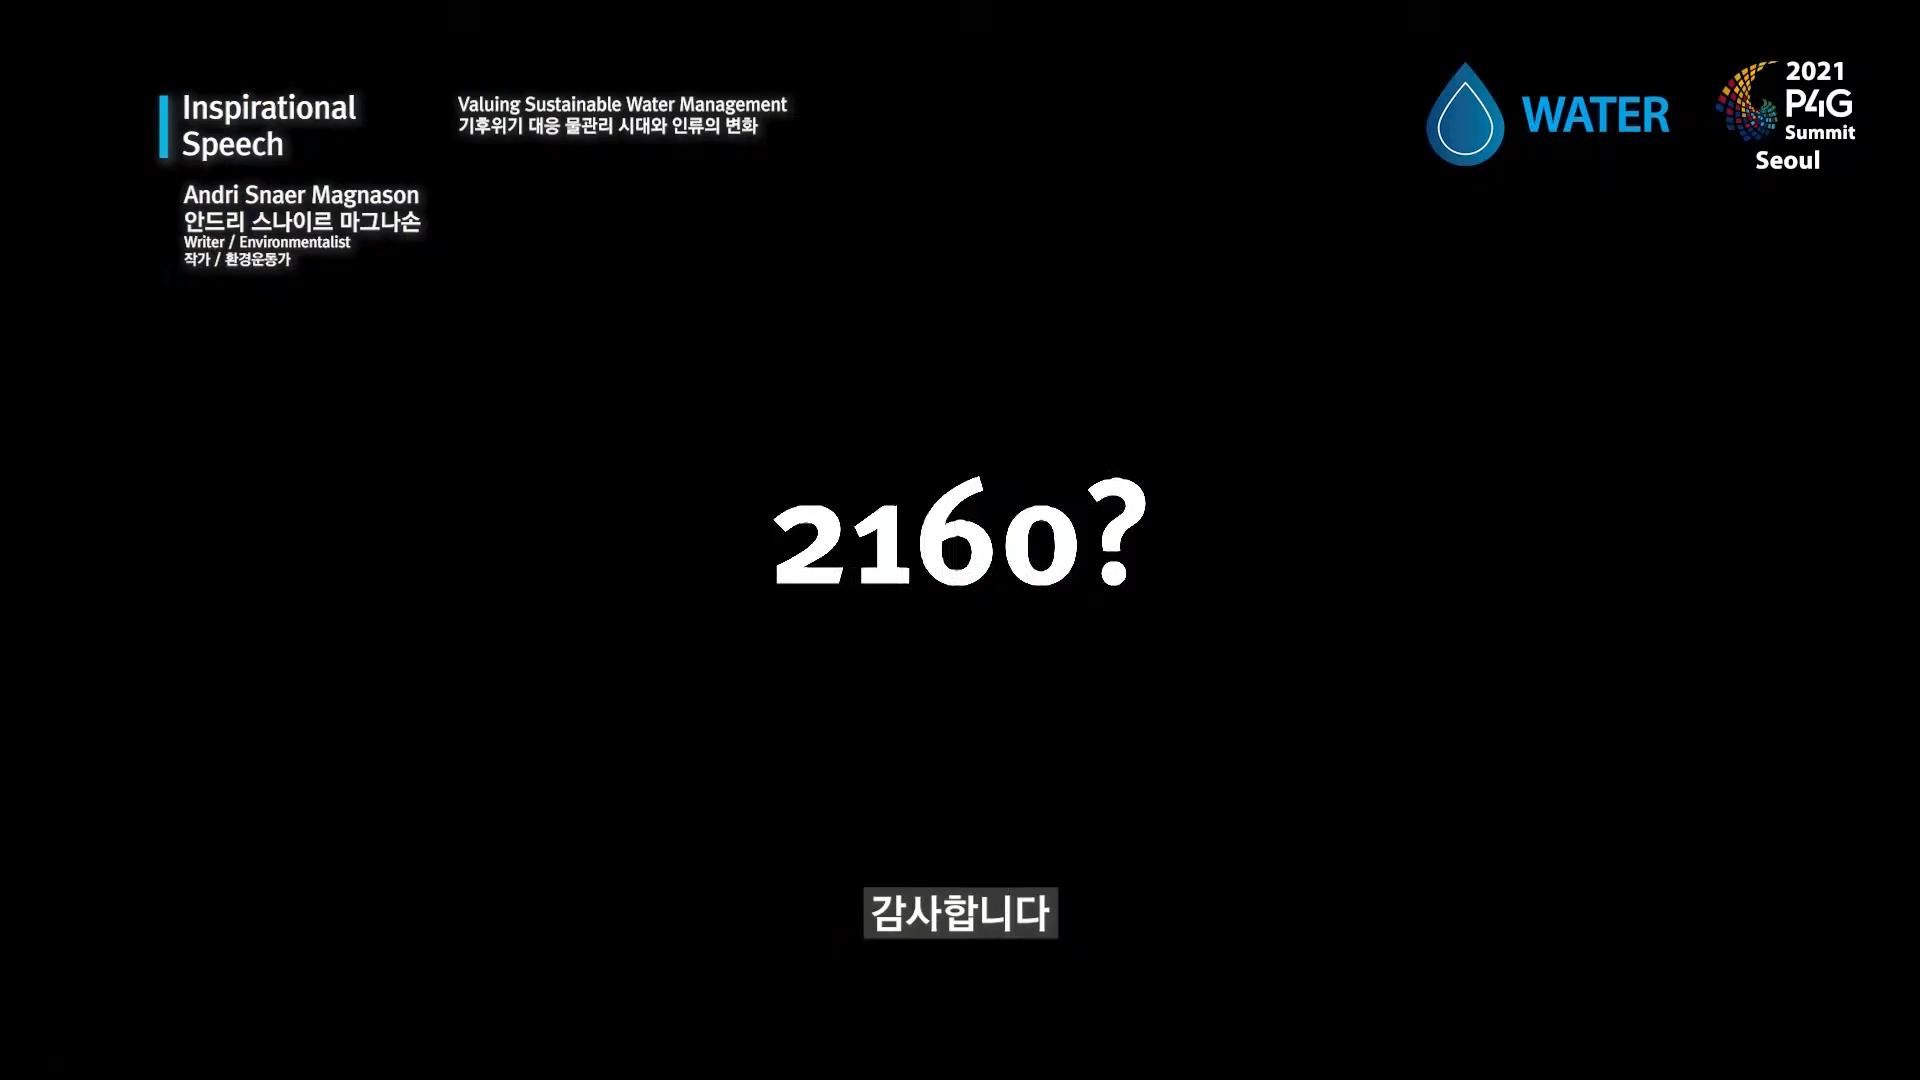 Inspirational
Speech
Valuing Sustainable Water Management
기후위기 대응 물관리 시대와 인류의 변화
WATER
2021
P4G
Summit
Seoul
Andri Snaer Magnason
안드리 스나이르 마그나손
Writer / Environmentalist
작가 / 환경운동가
2160?
감사합니다